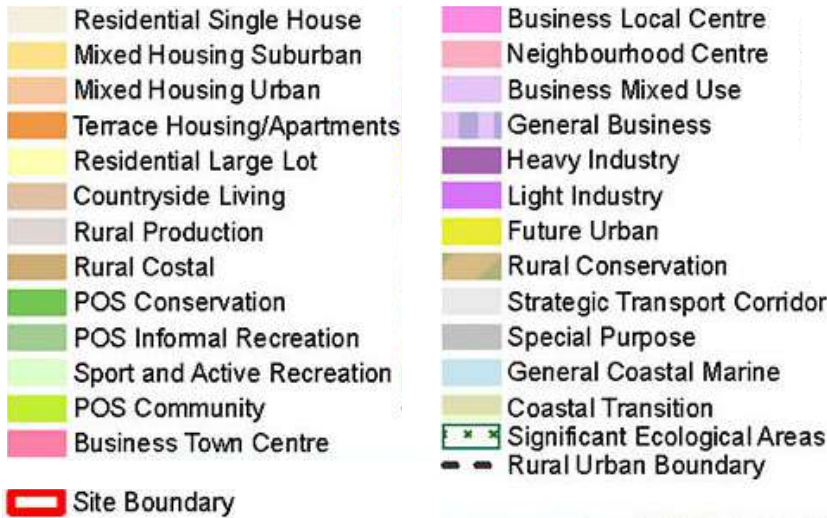 Residential Single House
Mixed Housing Suburban
Mixed Housing Urban
Terrace Housing/Apartments
Residential Large Lot
Countryside Living
Rural Production
Rural Costal
POS Conservation
POS Informal Recreation
Sport and Active Recreation
POS Community
Business Town Centre
Site Boundary
Business Local Centre
Neighbourhood Centre
Business Mixed Use
General Business
Heavy Industry
Light Industry
Future Urban
Rural Conservation
Strategic Transport Corridor
Special Purpose
General Coastal Marine
Coastal Transition
Significant Ecological Areas
Rural Urban Boundary